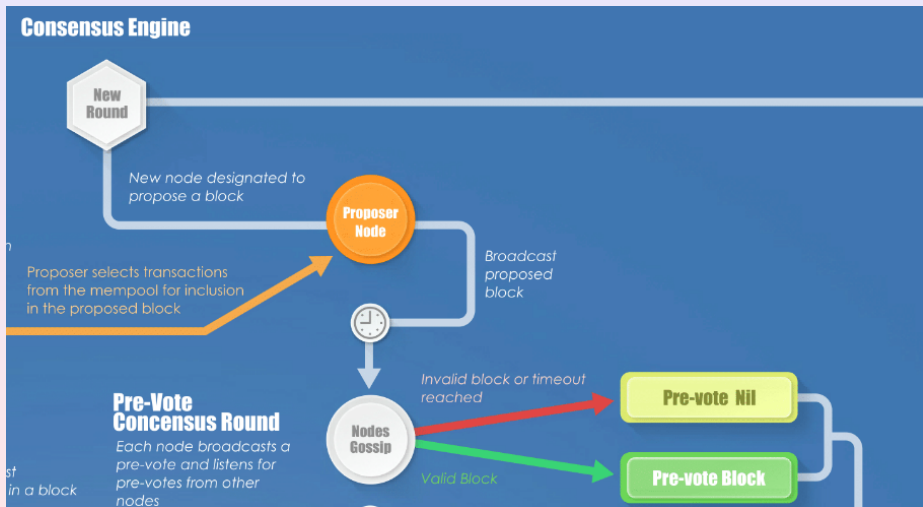 Consensus Engine
New
Round
New node designated to
propose a block
Proposer
Node
Broadcast
proposed
block
Proposer selects transactions
from the mempool for inclusion
in the proposed block
Invalid block or timeout
reached
Pre-vote Nil
Pre-Vote
Concensus Round
Each node broadcasts a
pre-vote and listens for
pre-votes from other
nodes
Nodes
Gossip
Valid Block
Pre-vote Block
in a block